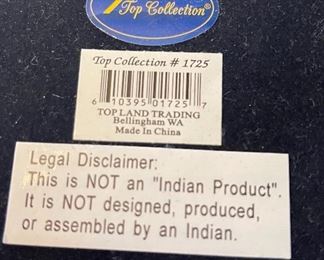 Top Collection®
Top Collection # 1725
6 10395 01725 7
TOP LAND TRADING
Bellingham WA
Made In China
Legal Disclaimer:
This is NOT an "Indian Product".
It is NOT designed, produced,
or assembled by an Indian.